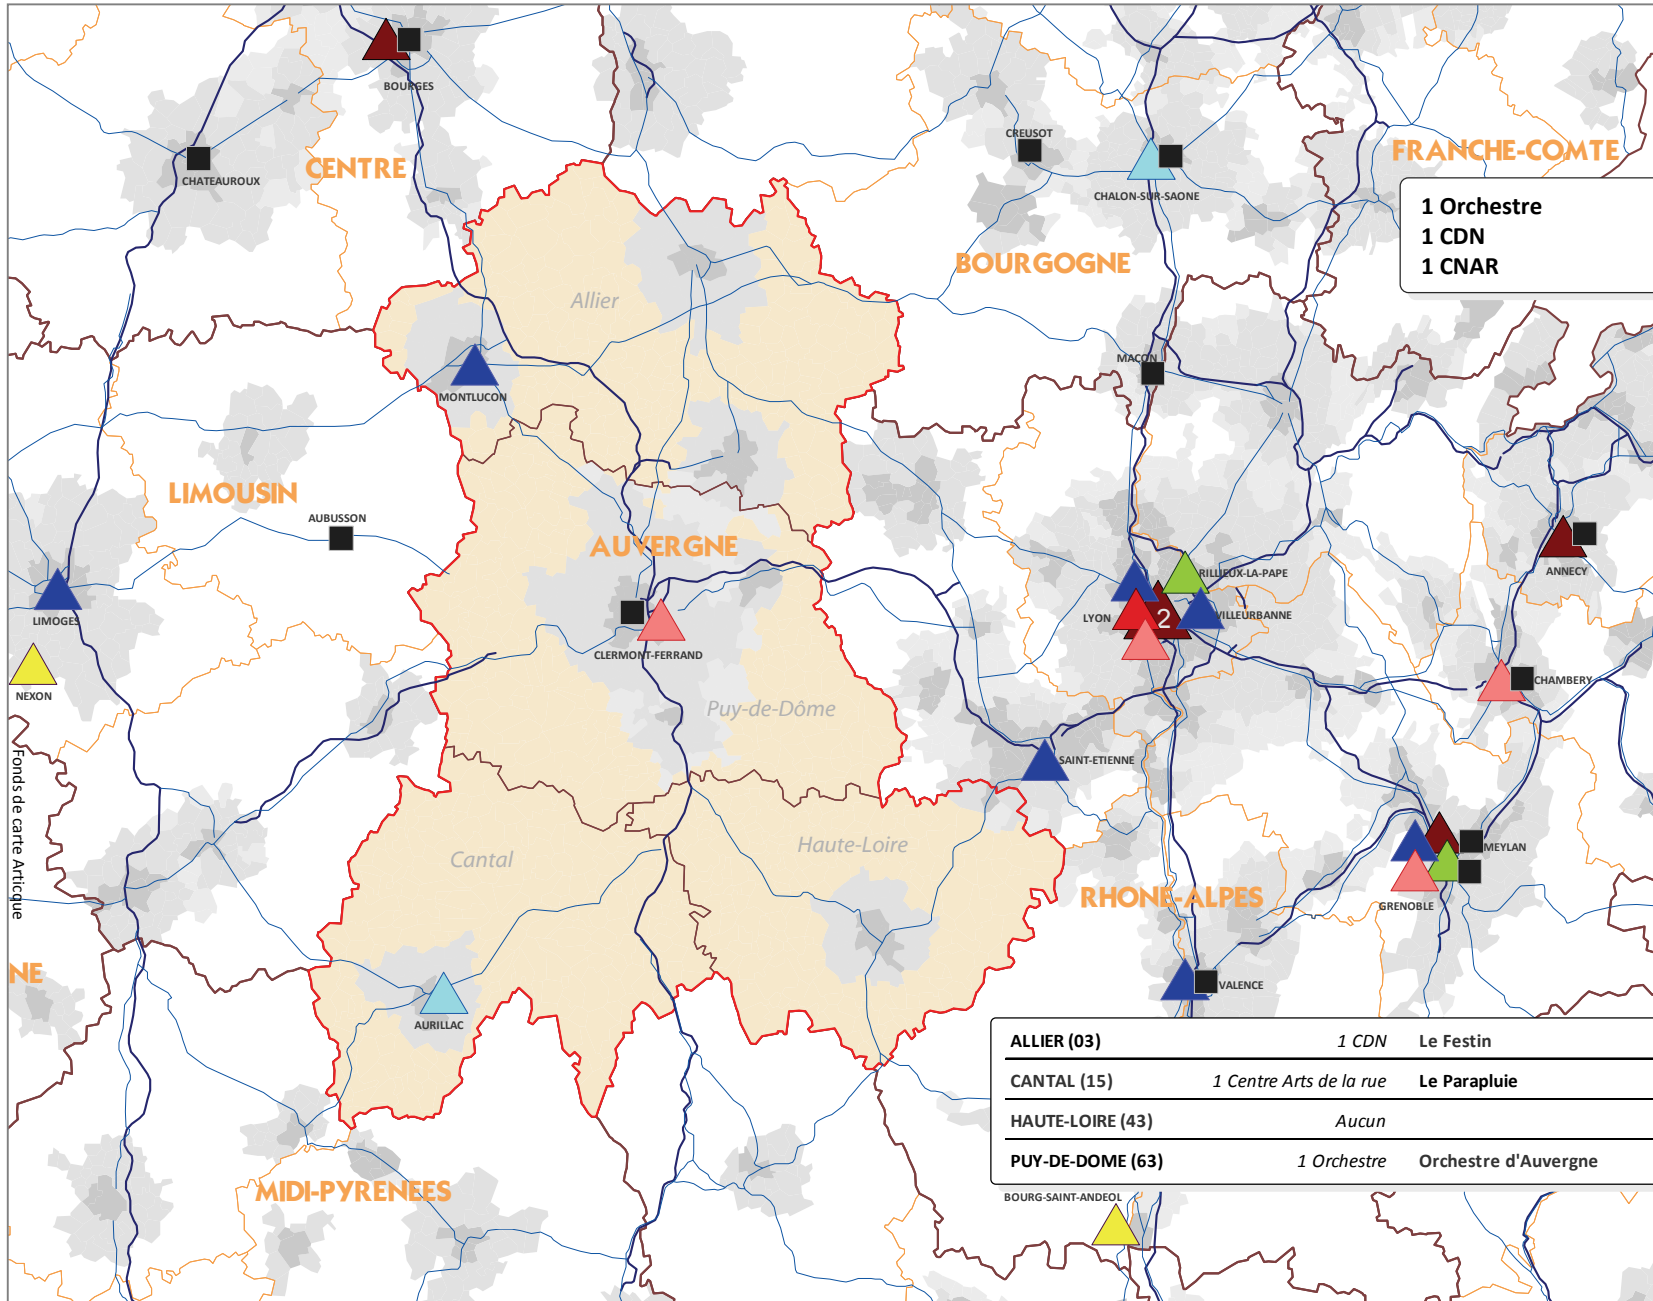 BOURGES
CREUSOT
CENTRE
CHATEAUROUX
FRANCHE-COMTE
CHALON-SUR-SAONE
1 Orchestre
1 CDN
1 CNAR
BOURGOGNE
Allier
MACON
MONTLUCON
LIMOUSIN
AUBUSSON
AUVERGNE
ANNECY
RILLIEUX-LA-PAPE
LYON
2
VILLEURBANNE
LIMOGES
CLERMONT-FERRAND
CHAMBERY
NEXON
Puy-de-Dôme
SAINT-ETIENNE
Fonds de carte Articque
Haute-Loire
Cantal
MEYLAN
RHONE-ALPES
GRENOBLE
NE
VALENCE
AURILLAC
ALLIER (03) 1 CDN Le Festin
CANTAL (15) 1 Centre Arts de la rue Le Parapluie
HAUTE-LOIRE (43) Aucun
PUY-DE-DOME (63) 1 Orchestre Orchestre d'Auvergne
MIDI-PYRENEES
BOURG-SAINT-ANDEOL